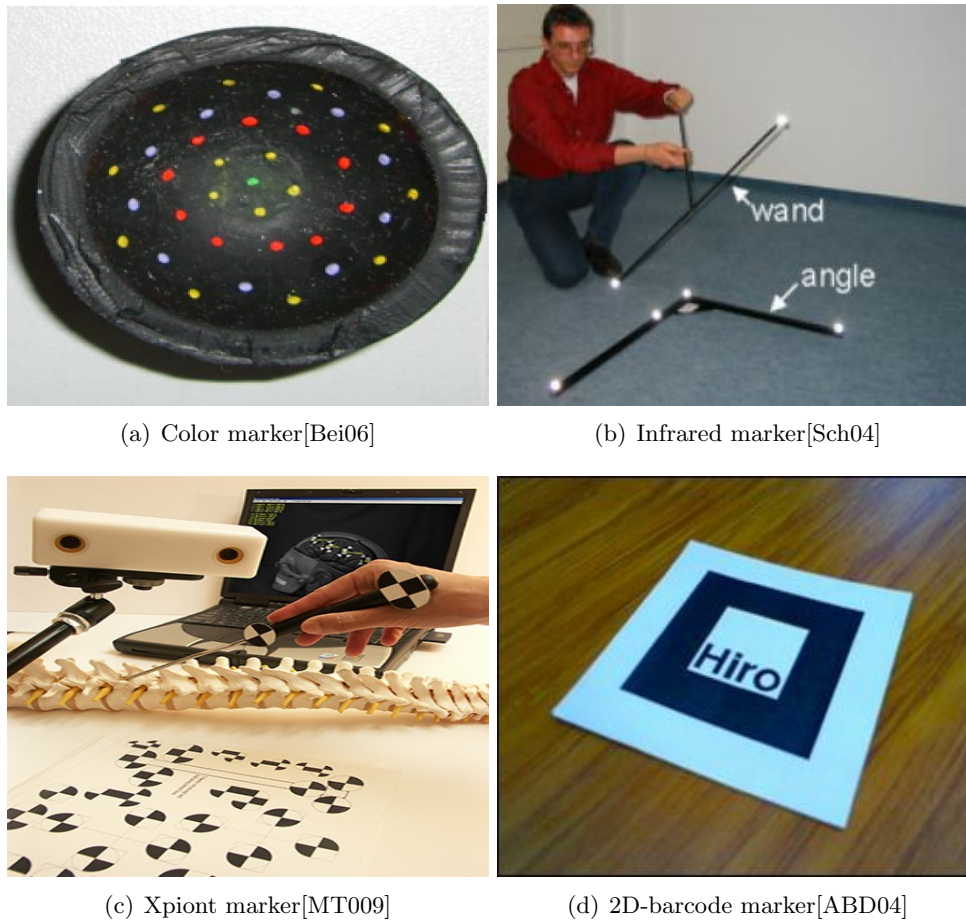 wand
angle
(a) Color marker[Bei06]
(b) Infrared marker[Sch04]
Hiro
(c) Xpiont marker[MT009]
(d) 2D-barcode marker[ABD04]